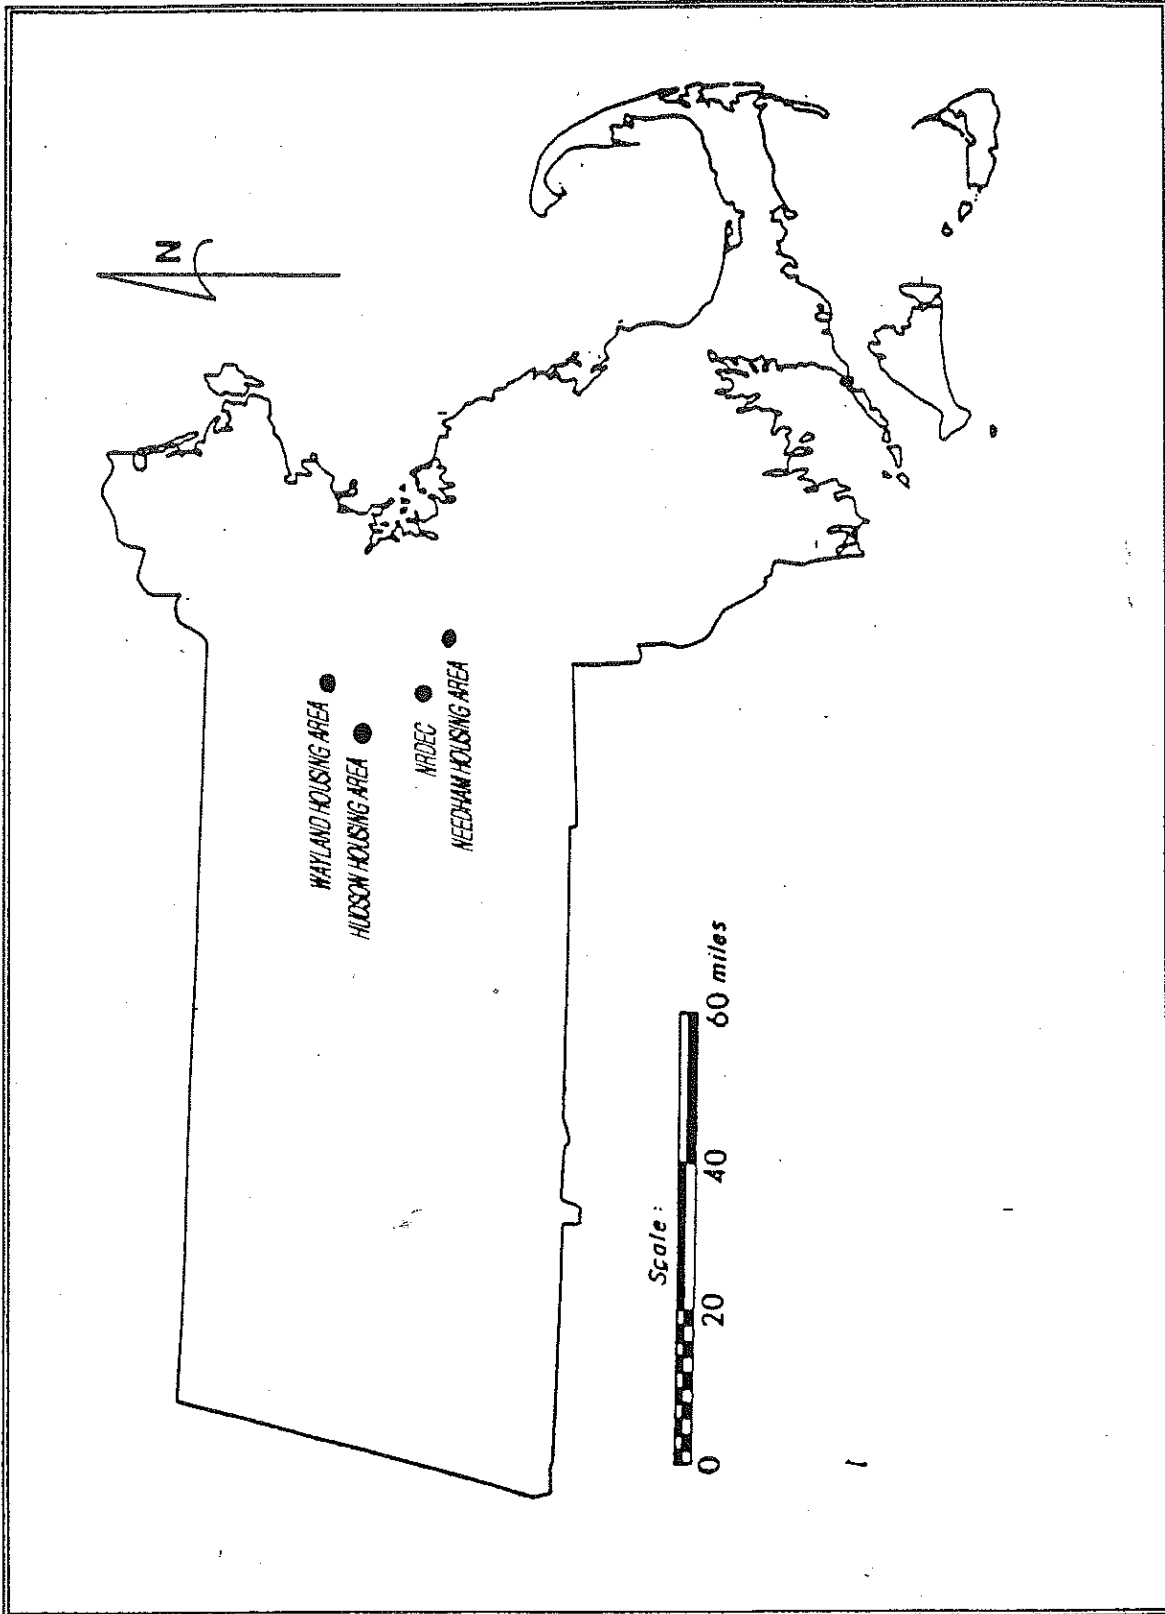 N
WAYLAND HOUSING AREA
HUDSON HOUSING AREA
NRDEC
NEEDHAM HOUSING AREA
Scale :
0 20 40 60 miles